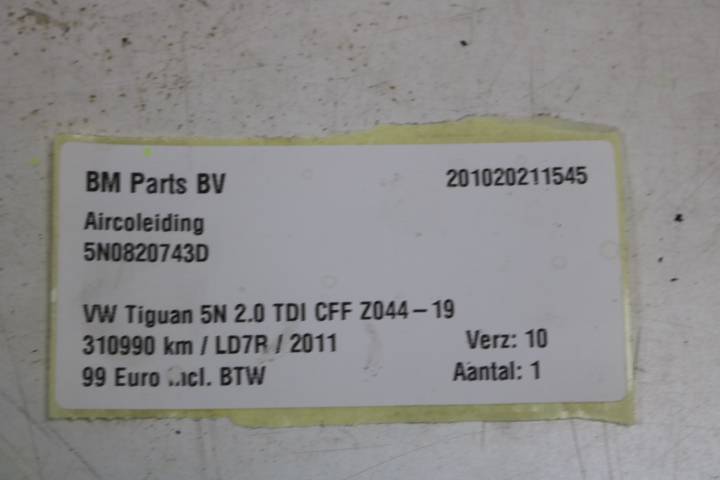 BM Parts BV 201020211545
Aircoleiding
5N0820743D
VW Tiguan 5N 2.0 TDI CFF Z044-19
310990 km / LD7R / 2011 Verz: 10
99 Euro incl. BTW Aantal: 1